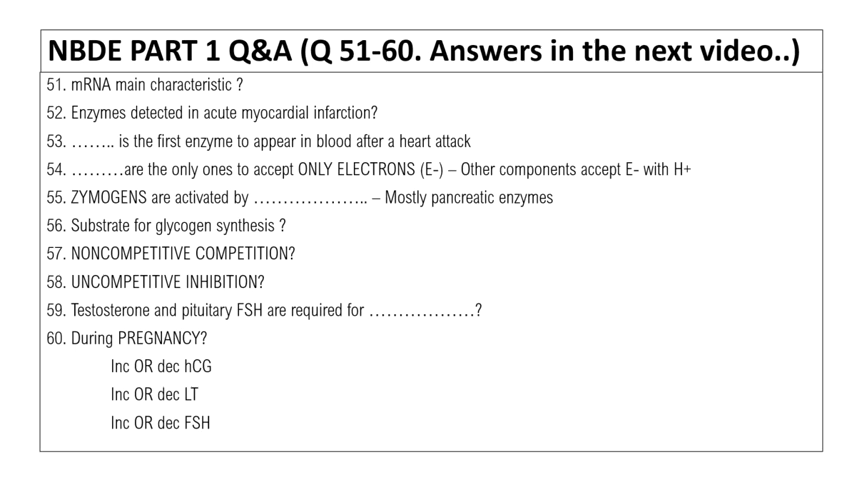 NBDE PART 1 Q&A (Q 51-60. Answers in the next video..)
51. mRNA main characteristic ?
52. Enzymes detected in acute myocardial infarction?
53. …….. is the first enzyme to appear in blood after a heart attack
54. ………are the only ones to accept ONLY ELECTRONS (E-) – Other components accept E- with H+
55. ZYMOGENS are activated by ……………….. – Mostly pancreatic enzymes
56. Substrate for glycogen synthesis ?
57. NONCOMPETITIVE COMPETITION?
58. UNCOMPETITIVE INHIBITION?
59. Testosterone and pituitary FSH are required for ………………?
60. During PREGNANCY?
Inc OR dec hCG
Inc OR dec LT
Inc OR dec FSH